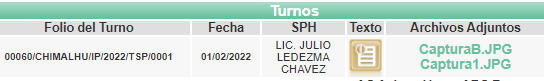 Turnos
Folio del Turno Fecha SPH Texto Archivos Adjuntos
00060/CHIMALHU/IP/2022/TSP/0001 01/02/2022 LIC. JULIO LEDEZMA CHAVEZ CapturaB.JPG Captura1.JPG